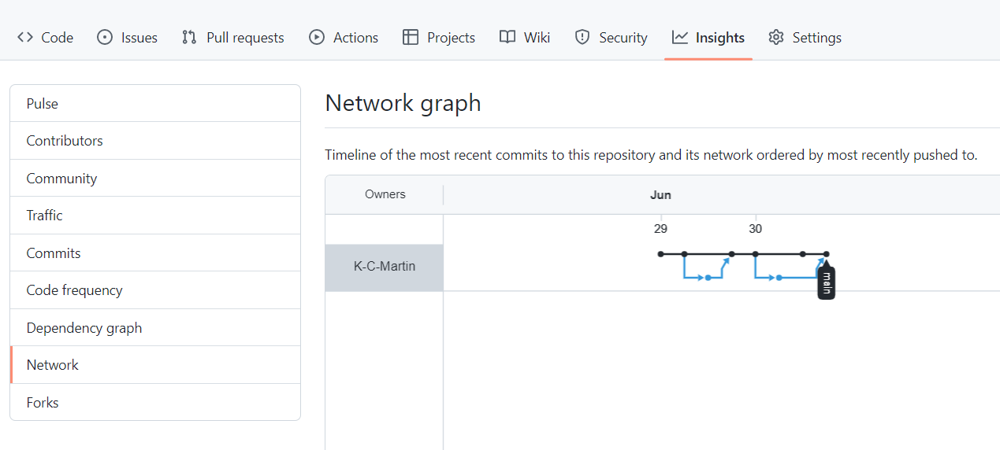 Code Issues Pull requests Actions Projects Wiki Security Insights Settings
Pulse
Contributors
Community
Traffic
Commits
Code frequency
Dependency graph
Network
Forks
Network graph
Timeline of the most recent commits to this repository and its network ordered by most recently pushed to.
Owners Jun
29 30
K-C-Martin
main